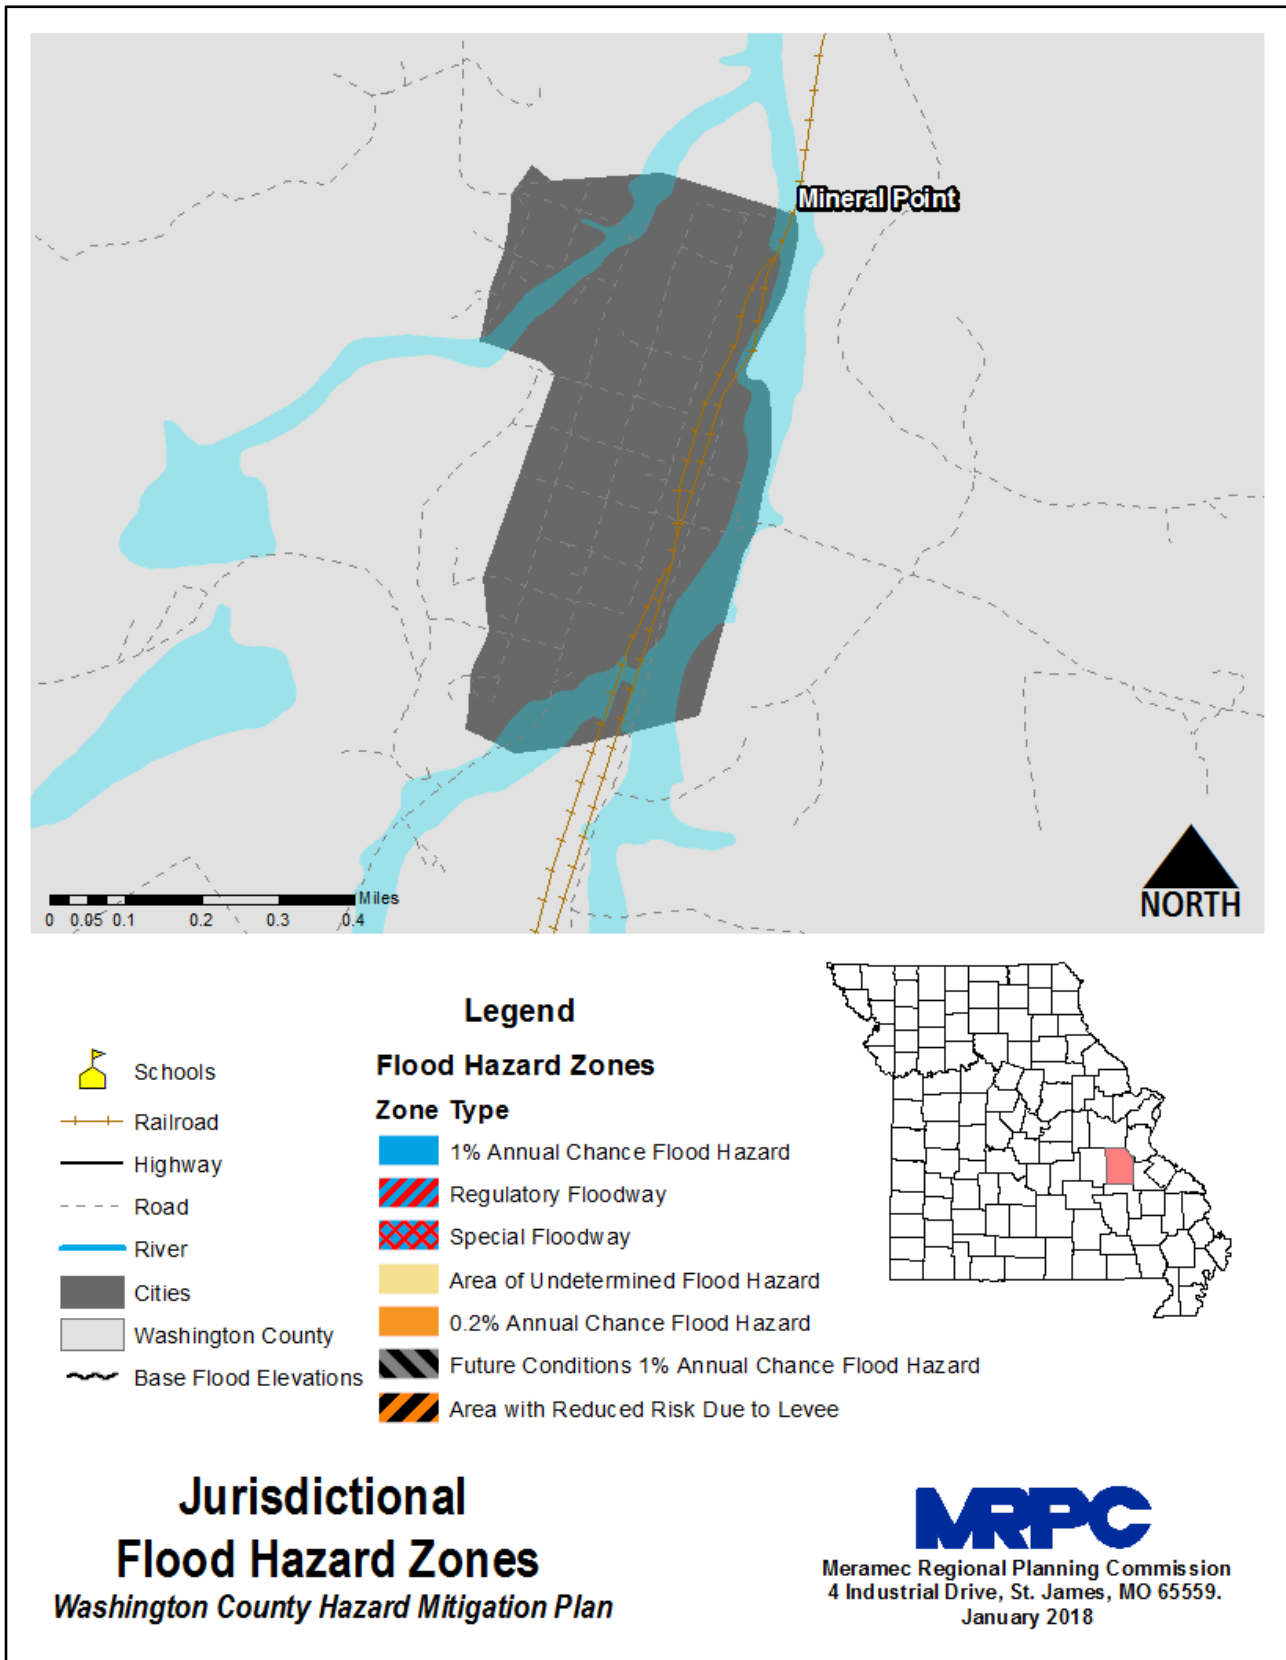 Mineral Point
Miles
0 0.05 0.1 0.2 0.3 0.4
NORTH
Legend
Schools
Railroad
Highway
Road
River
Cities
Washington County
Base Flood Elevations
Flood Hazard Zones
Zone Type
1% Annual Chance Flood Hazard
Regulatory Floodway
Special Floodway
Area of Undetermined Flood Hazard
0.2% Annual Chance Flood Hazard
Future Conditions 1% Annual Chance Flood Hazard
Area with Reduced Risk Due to Levee
Jurisdictional
Flood Hazard Zones
Washington County Hazard Mitigation Plan
MRPC
Meramec Regional Planning Commission
4 Industrial Drive, St. James, MO 65559.
January 2018